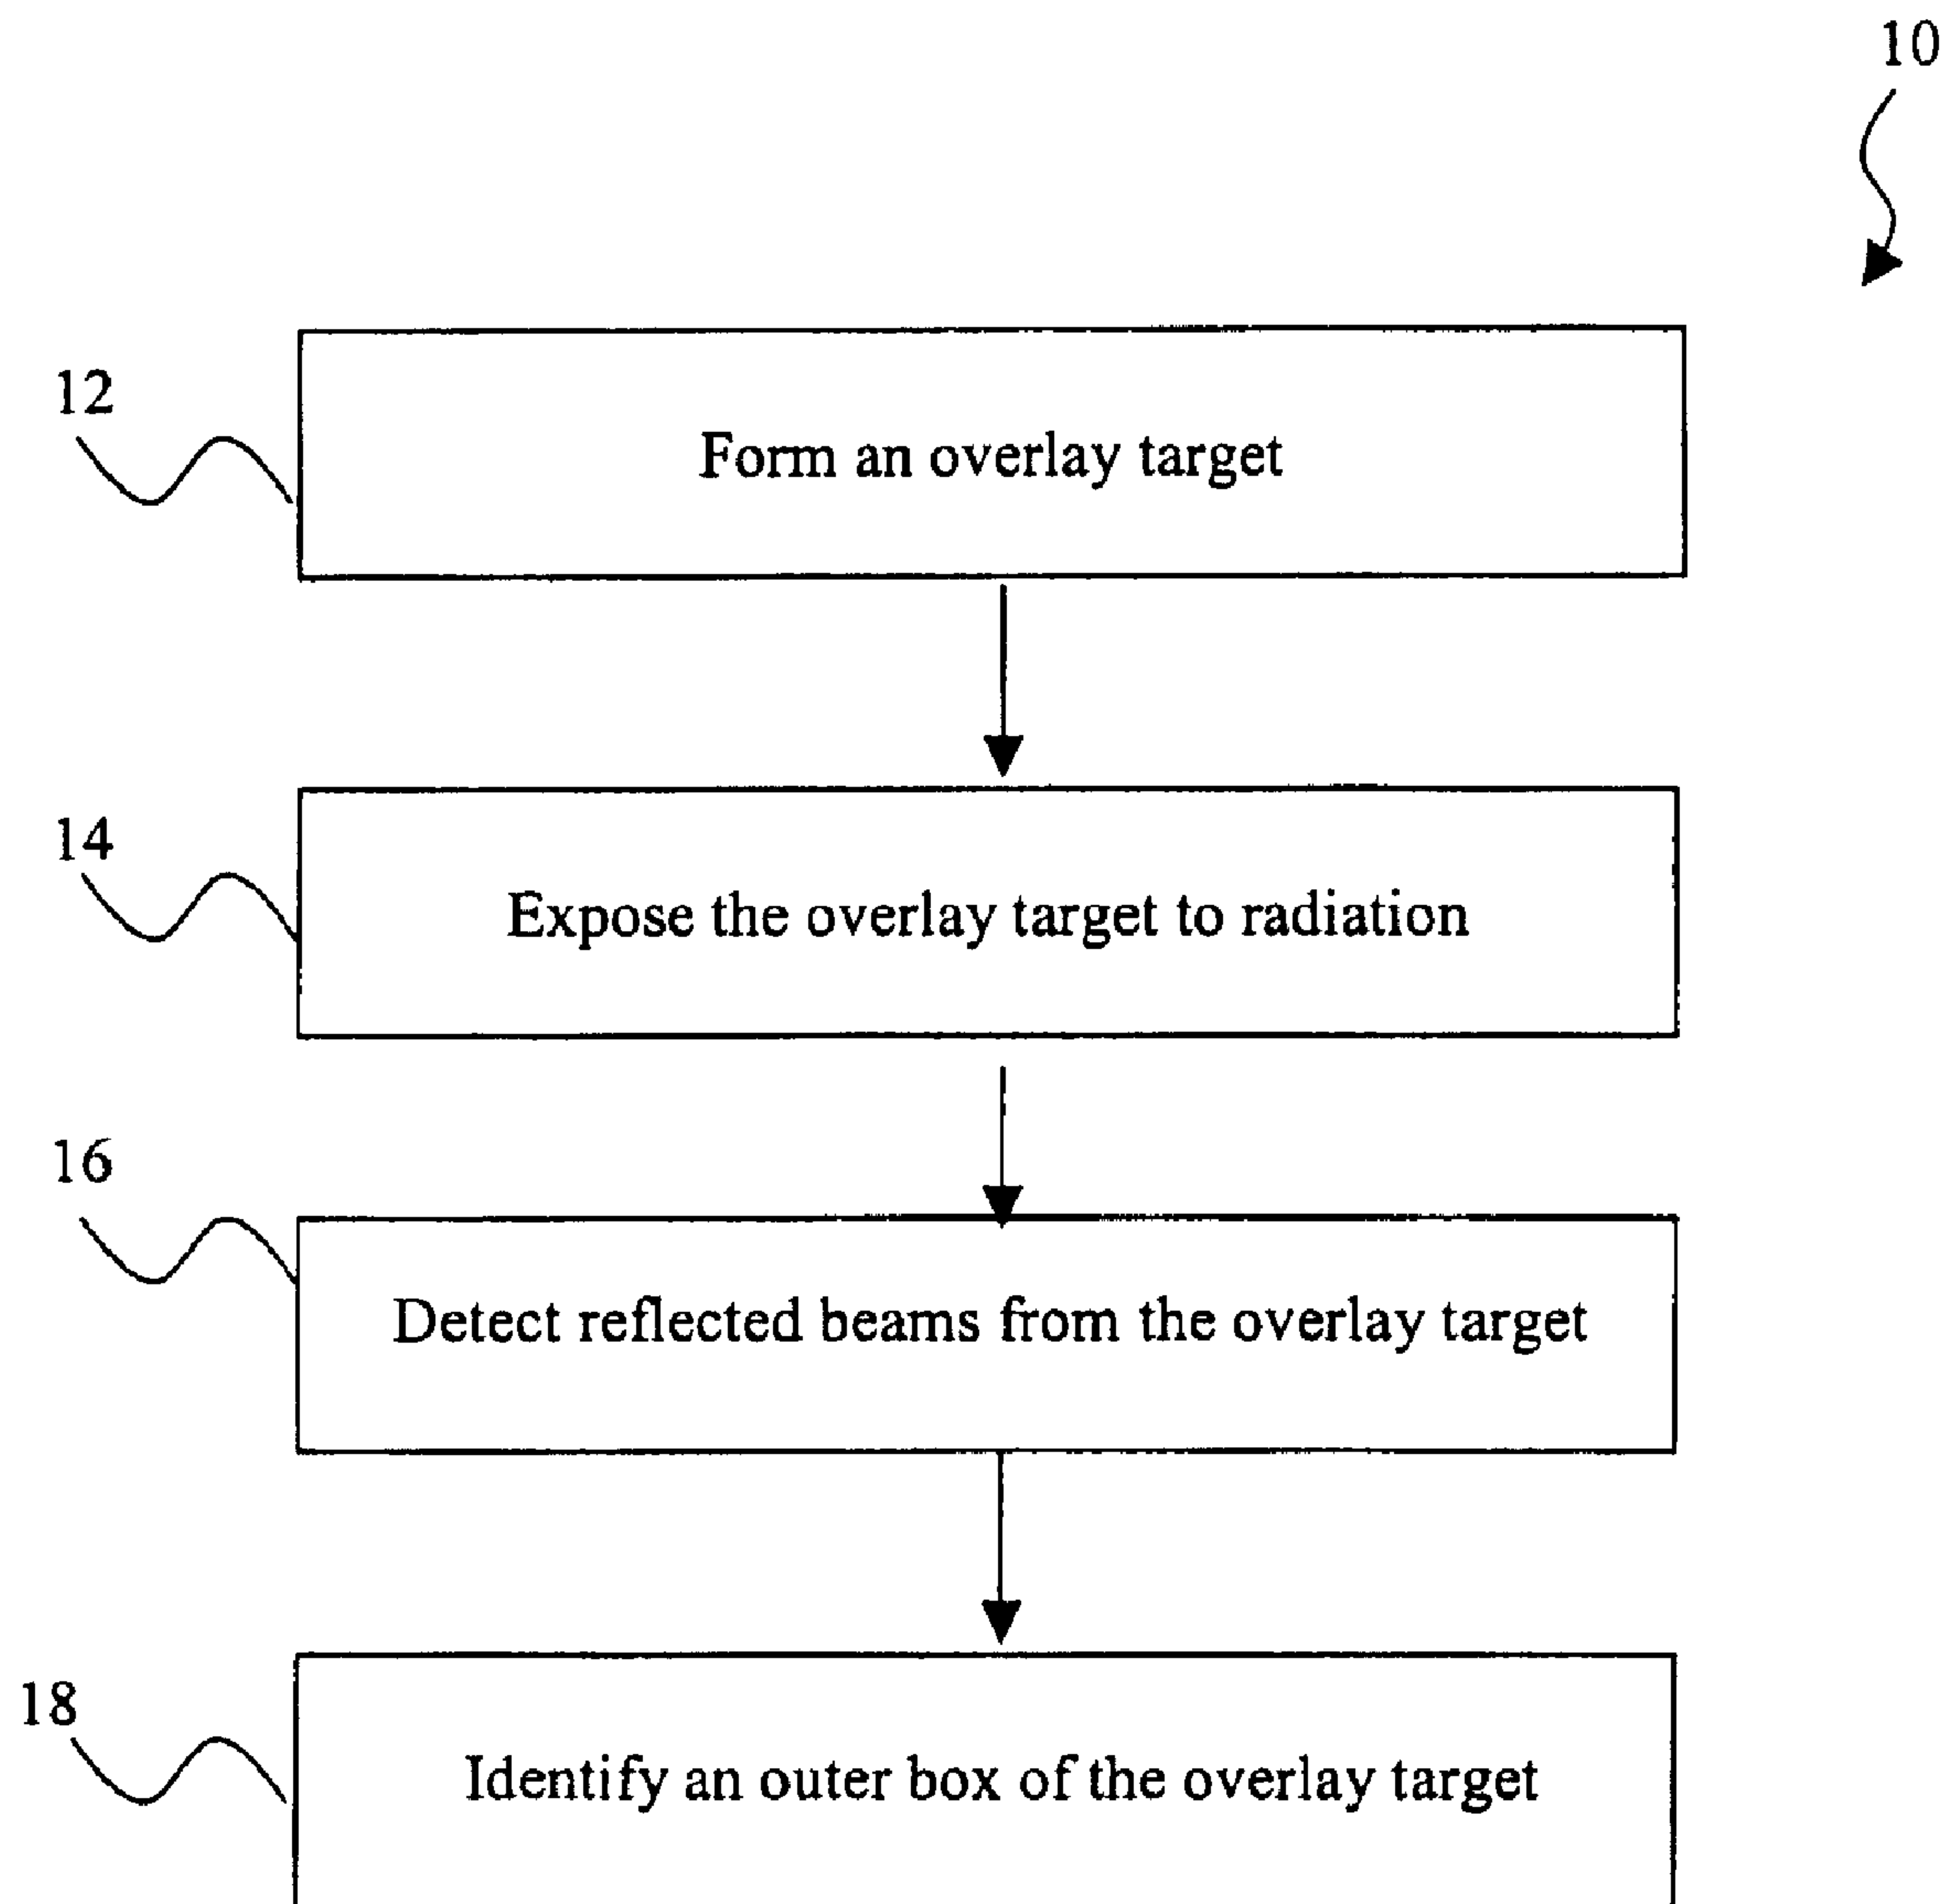 10
12
Form an overlay target
14
Expose the overlay target to radiation
16
Detect reflected beams from the overlay target
18
Identify an outer box of the overlay target